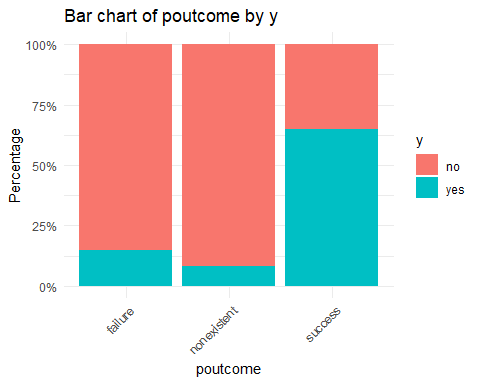 Bar chart of poutcome by y
Percentage
100%
75%
50%
25%
0%
failure
nonexistent
success
poutcome
y
no
yes